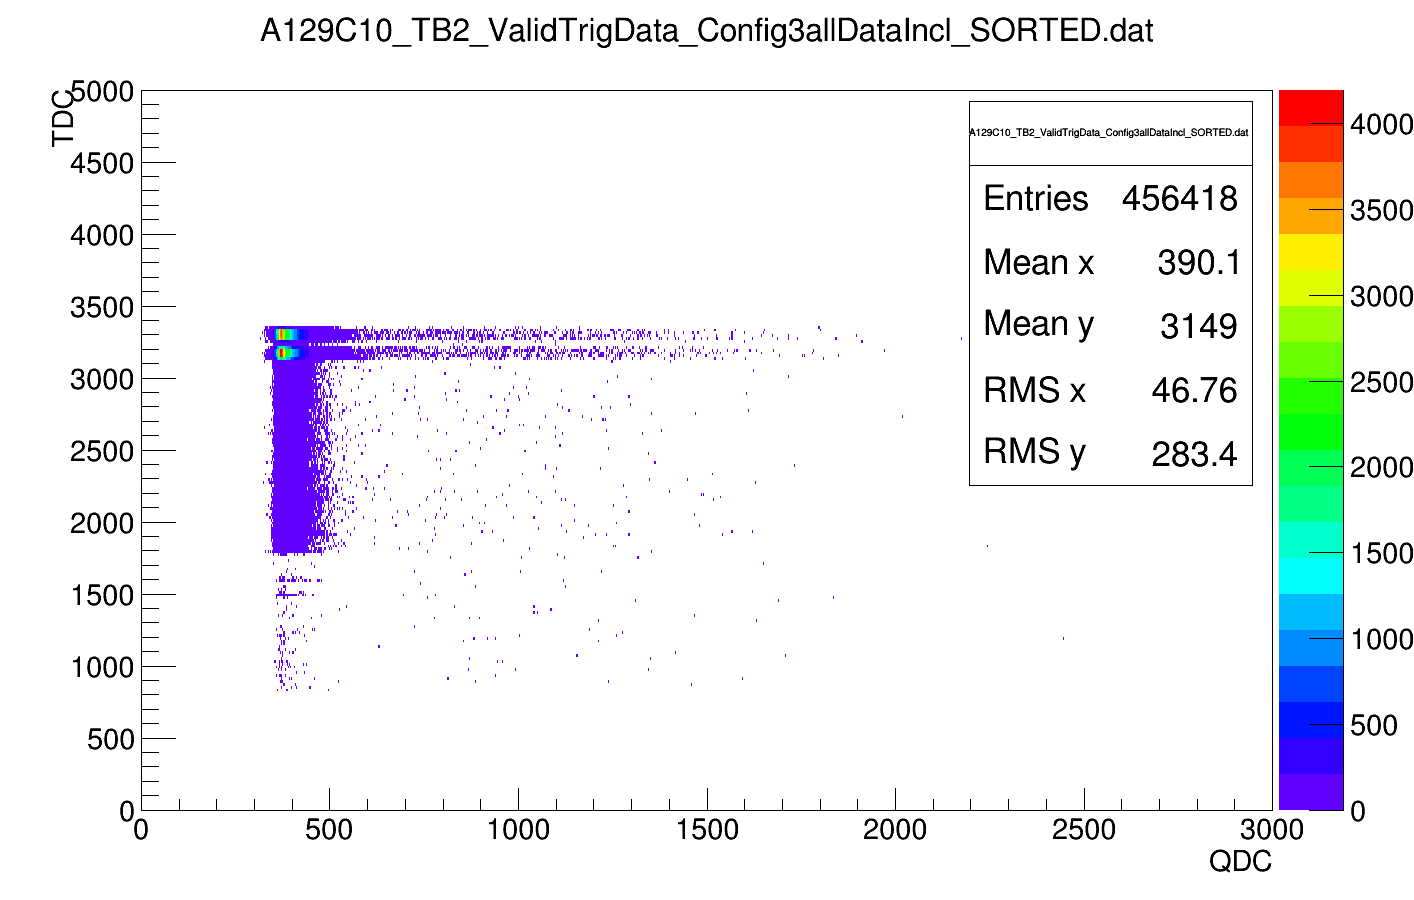 A129C10_TB2_ValidTrigData_Config3allDataIncl_SORTED.dat
TDC
5000
4500
4000
3500
3000
2500
2000
1500
1000
500
0
A129C10_TB2_ValidTrigData_Config3allDataIncl_SORTED.dat
Entries 456418
Mean x 390.1
Mean y 3149
RMS x 46.76
RMS y 283.4
4000
3500
3000
2500
2000
1500
1000
500
0
0 500 1000 1500 2000 2500 3000
QDC